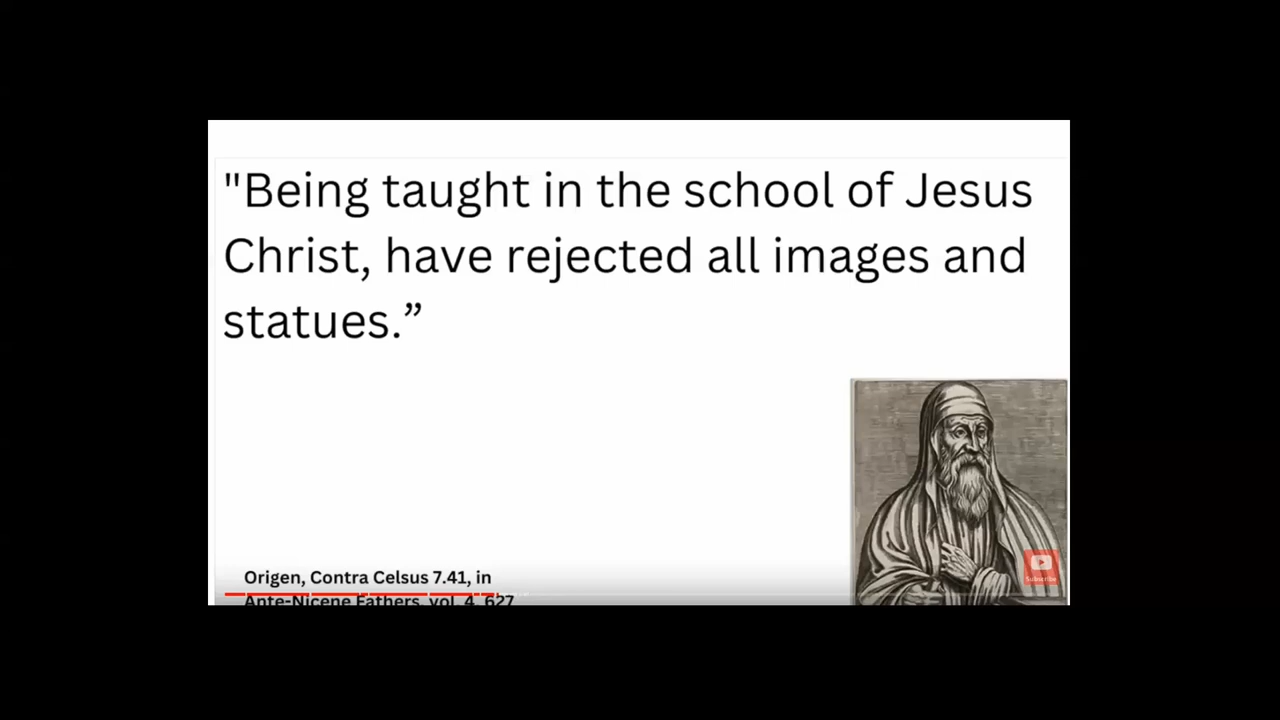 "Being taught in the school of Jesus
Christ, have rejected all images and
statues.”
Origen, Contra Celsus 7.41, in
Ante-Nicene Fathers, vol. 4, 627
Subscribe